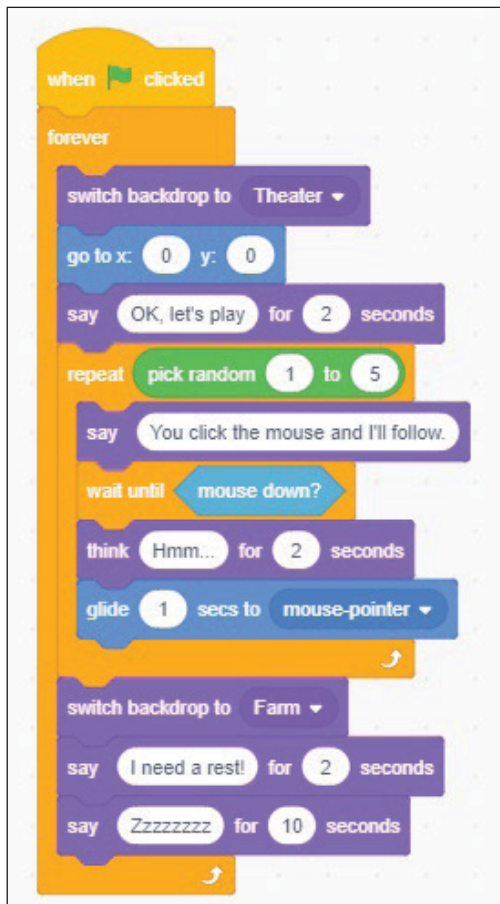 when clicked
forever
switch backdrop to Theater
go to x: 0 y: 0
say OK, let's play for 2 seconds
repeat pick random 1 to 5
say You click the mouse and I'll follow.
wait until mouse down?
think Hmm... for 2 seconds
glide 1 secs to mouse-pointer
switch backdrop to Farm
say I need a rest! for 2 seconds
say Zzzzzzzz for 10 seconds